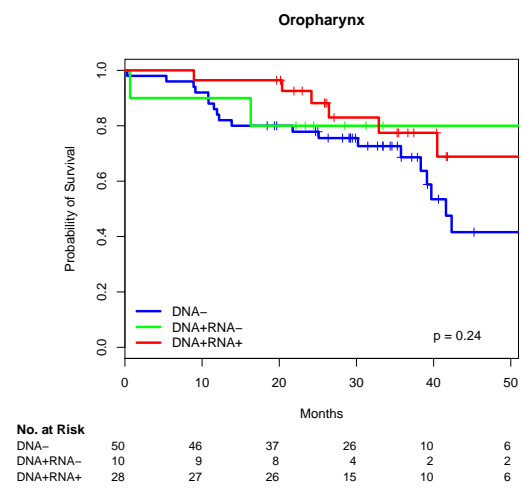 Oropharynx
Probability of Survival
1.0
0.8
0.6
0.4
0.2
0.0
DNA−
DNA+RNA−
DNA+RNA+
p = 0.24
0 10 20 30 40 50
Months
No. at Risk
DNA− 50 46 37 26 10 6
DNA+RNA− 10 9 8 4 2 2
DNA+RNA+ 28 27 26 15 10 6